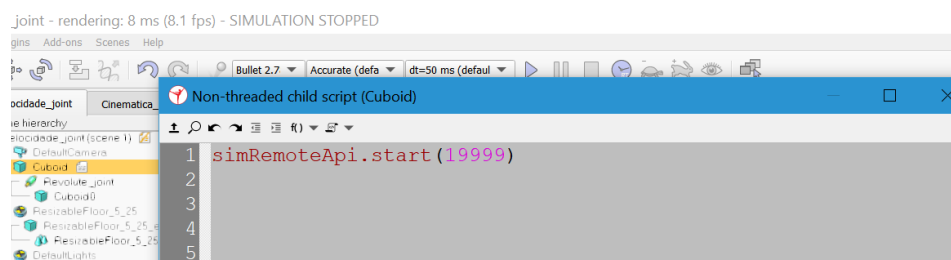 _joint - rendering: 8 ms (8.1 fps) - SIMULATION STOPPED
gins Add-ons Scenes Help
Bullet 2.7 Accurate (defa dt=50 ms (defaul
ocidade_joint Cinematica_
Non-threaded child script (Cuboid)
ne hierarchy
f()
elocidade_joint (scene 1)
DefaultCamera
Cuboid
Revolute_joint
Cuboid0
ResizableFloor_5_25
ResizableFloor_5_25_e
ResizableFloor_5_25
DefaultLights
1 simRemoteApi.start(19999)
2
3
4
5